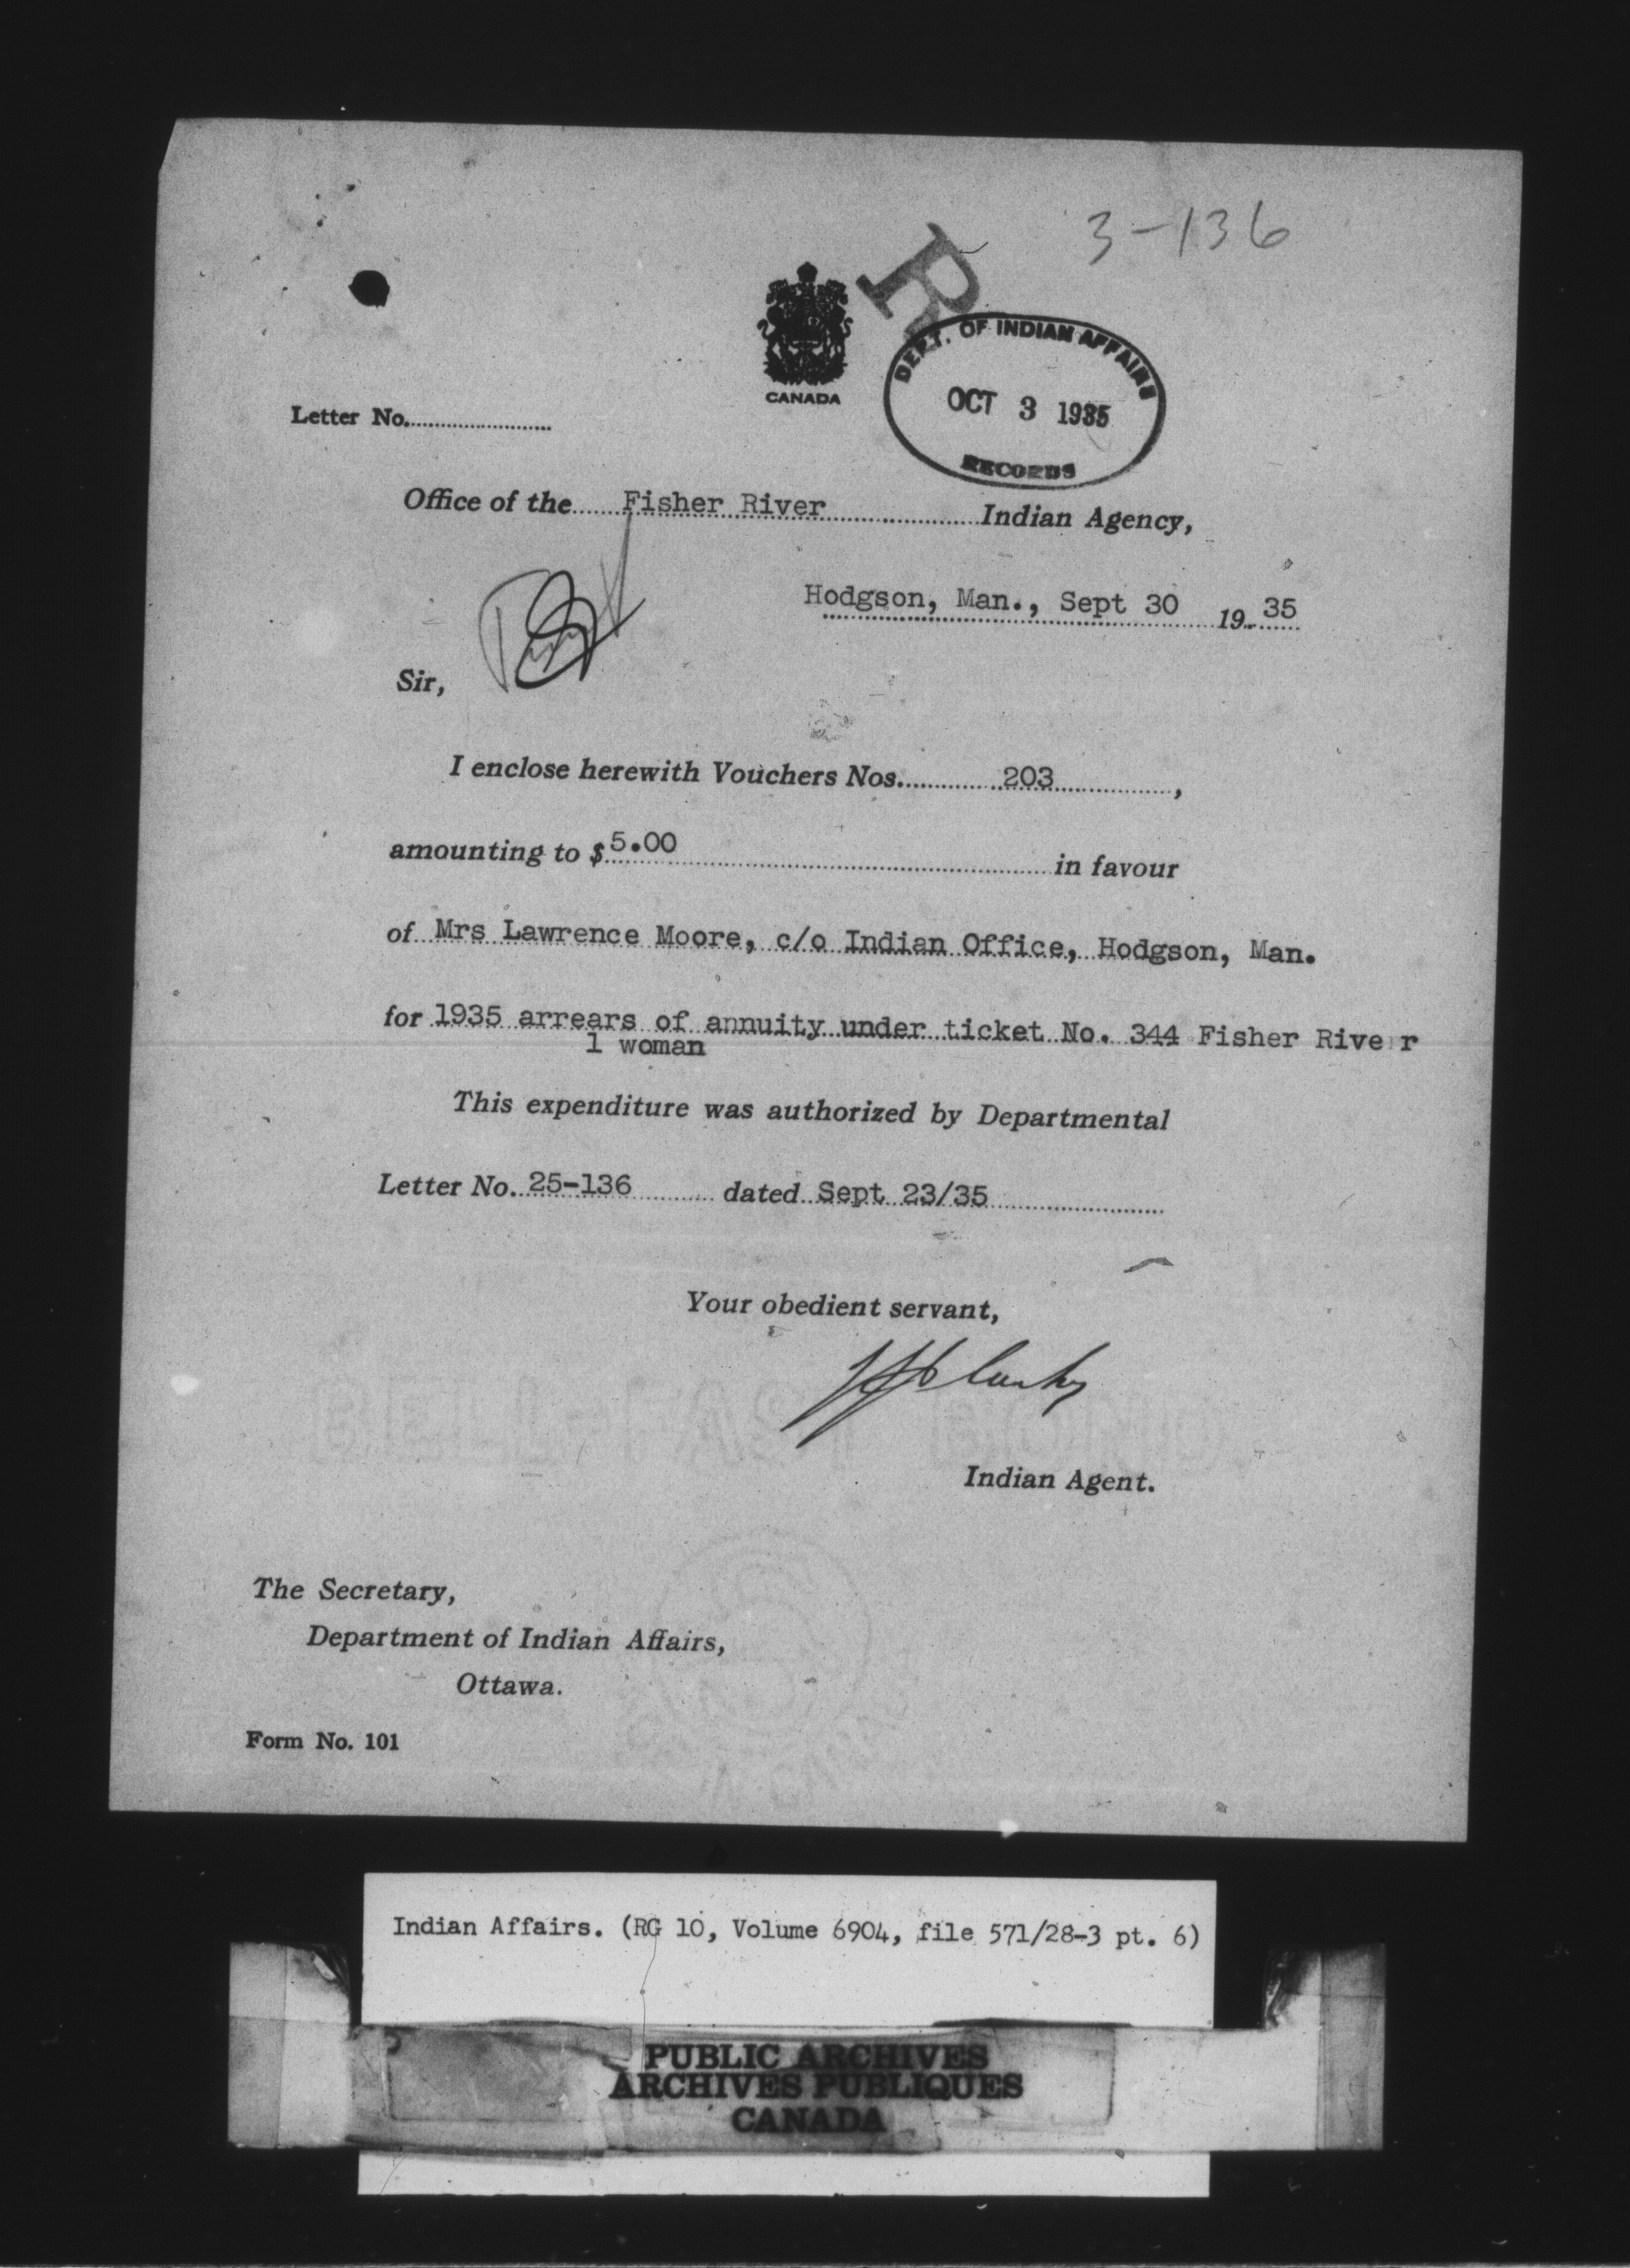 3-136
R
CANADA
DEPT. OF INDIAN AFFAIRS
OCT 3 1935
RECORDS
Letter No.
Office of the Fisher River Indian Agency,
Hodgson, Man., Sept 30 19 35
Sir,
I enclose herewith Vouchers Nos. 203,
amounting to $ 5.00 in favour
of Mrs Lawrence Moore, c/o Indian Office, Hodgson, Man.
for 1935 arrears of annuity under ticket No. 344 Fisher Rive r
1 woman
This expenditure was authorized by Departmental
Letter No. 25-136 dated Sept 23/35
Your obedient servant,
Indian Agent.
The Secretary,
Department of Indian Affairs,
Ottawa.
Form No. 101
Indian Affairs. (RG 10, Volume 6904, file 571/28-3 pt. 6)
PUBLIC ARCHIVES
ARCHIVES PUBLIQUES
CANADA